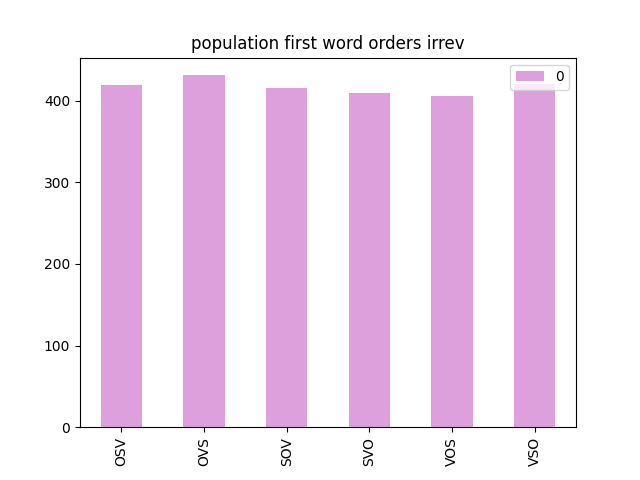 population first word orders irrev
0
400
300
200
100
0
OSV
OVS
SOV
SVO
VOS
VSO